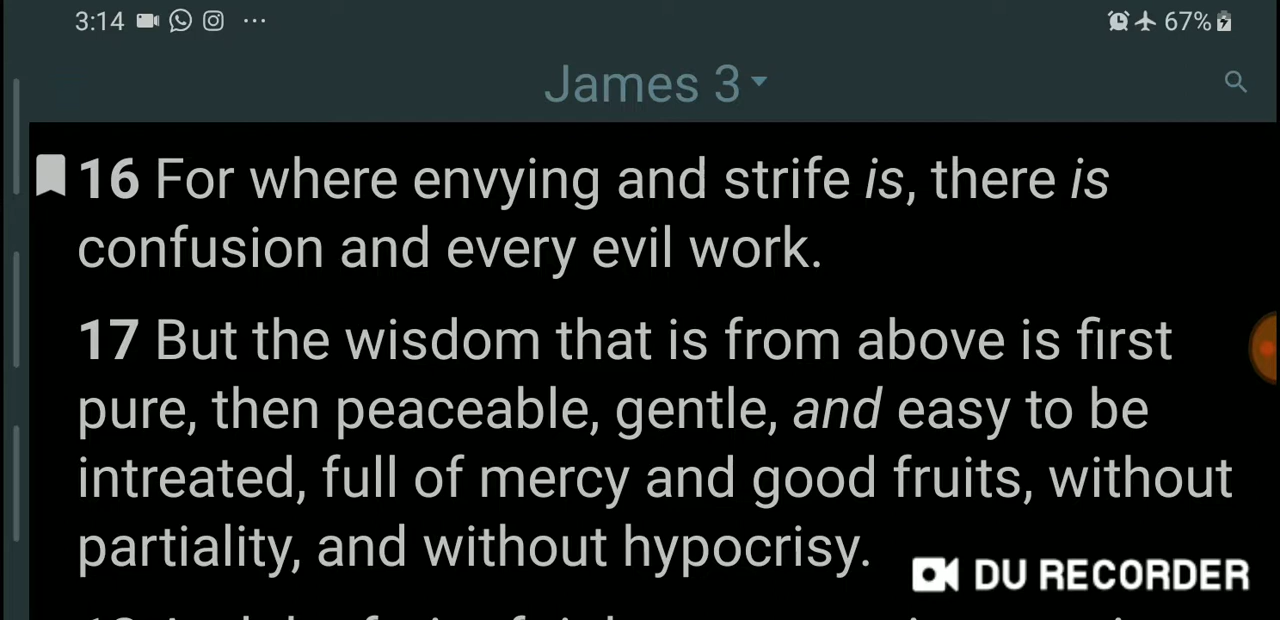 3:14 ... 67%
James 3
16 For where envying and strife is, there is
confusion and every evil work.
17 But the wisdom that is from above is first
pure, then peaceable, gentle, and easy to be
intreated, full of mercy and good fruits, without
partiality, and without hypocrisy.
DU RECORDER